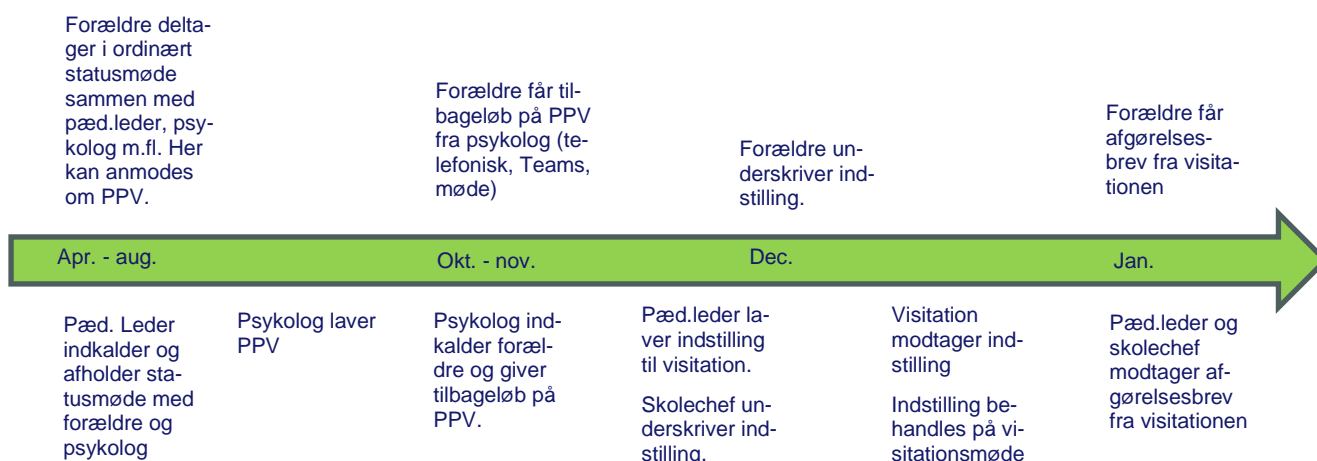 Forældre delta-
ger i ordinært
statusmøde
sammen med
pæd.leder, psy-
kolog m.fl. Her
kan anmodes
om PPV.
Forældre får til-
bageløb på PPV
fra psykolog (te-
lefonisk, Teams,
møde)
Forældre un-
derskriver ind-
stilling.
Forældre får
afgørelses-
brev fra visita-
tionen
Apr. - aug.
Okt. - nov.
Dec.
Jan.
Pæd. Leder
indkalder og
afholder sta-
tusmøde med
forældre og
psykolog
Psykolog laver
PPV
Psykolog ind-
kalder foræl-
dre og giver
tilbageløb på
PPV.
Pæd.leder la-
ver indstilling
til visitation.
Skolechef un-
derskriver ind-
stilling.
Visitation
modtager ind-
stilling
Indstilling be-
handles på vi-
sitationsmøde
Pæd.leder og
skolechef
modtager af-
gørelsesbrev
fra visitationen